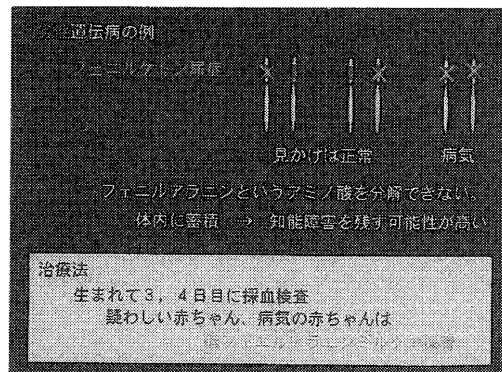 遺伝病の例
フェニルケトン尿症
見かけは正常
病気
フェニルアラニンというアミノ酸を分解できない。
体内に蓄積 → 知能障害を残す可能性が高い
治療法
生まれて3,4日目に採血検査
疑わしい赤ちゃん、病気の赤ちゃんは